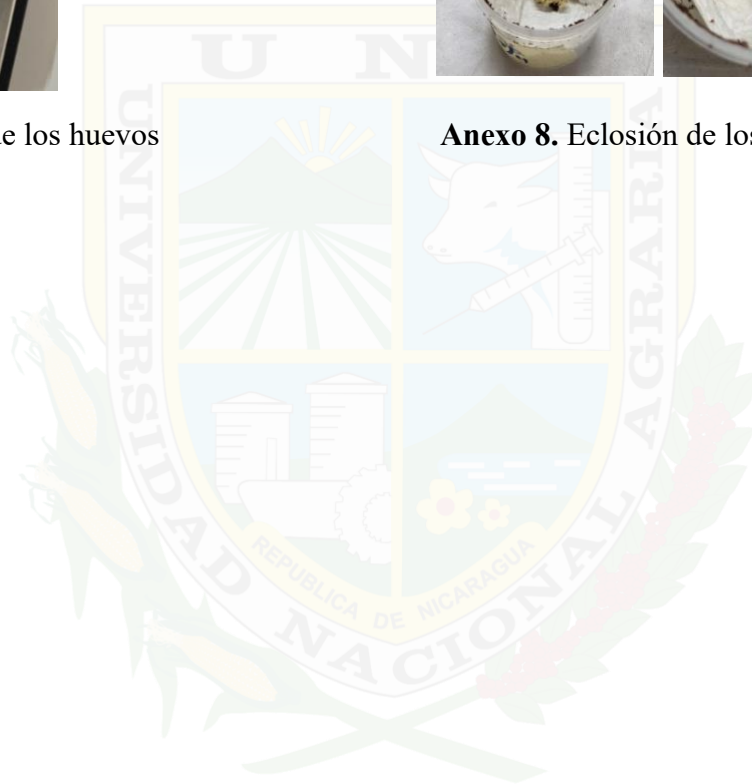 e los huevos
Anexo 8. Eclosión de los
U N
UNIVERSIDAD NACIONAL AGRARIA
REPUBLICA DE NICARAGUA